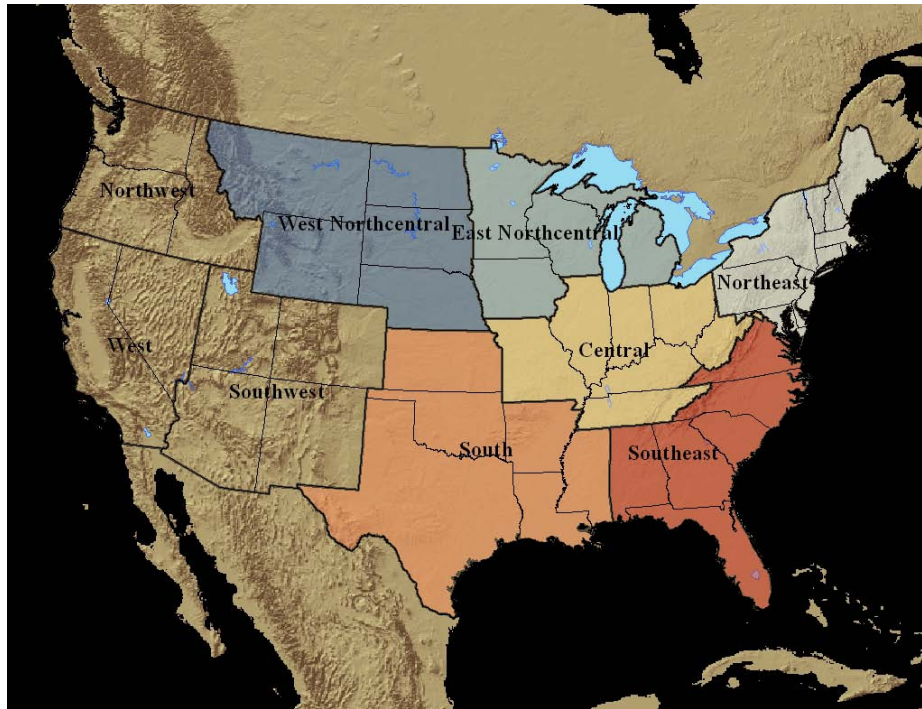 Northwest
West Northcentral
East Northcentral
Northeast
West
Central
Southwest
South
Southeast